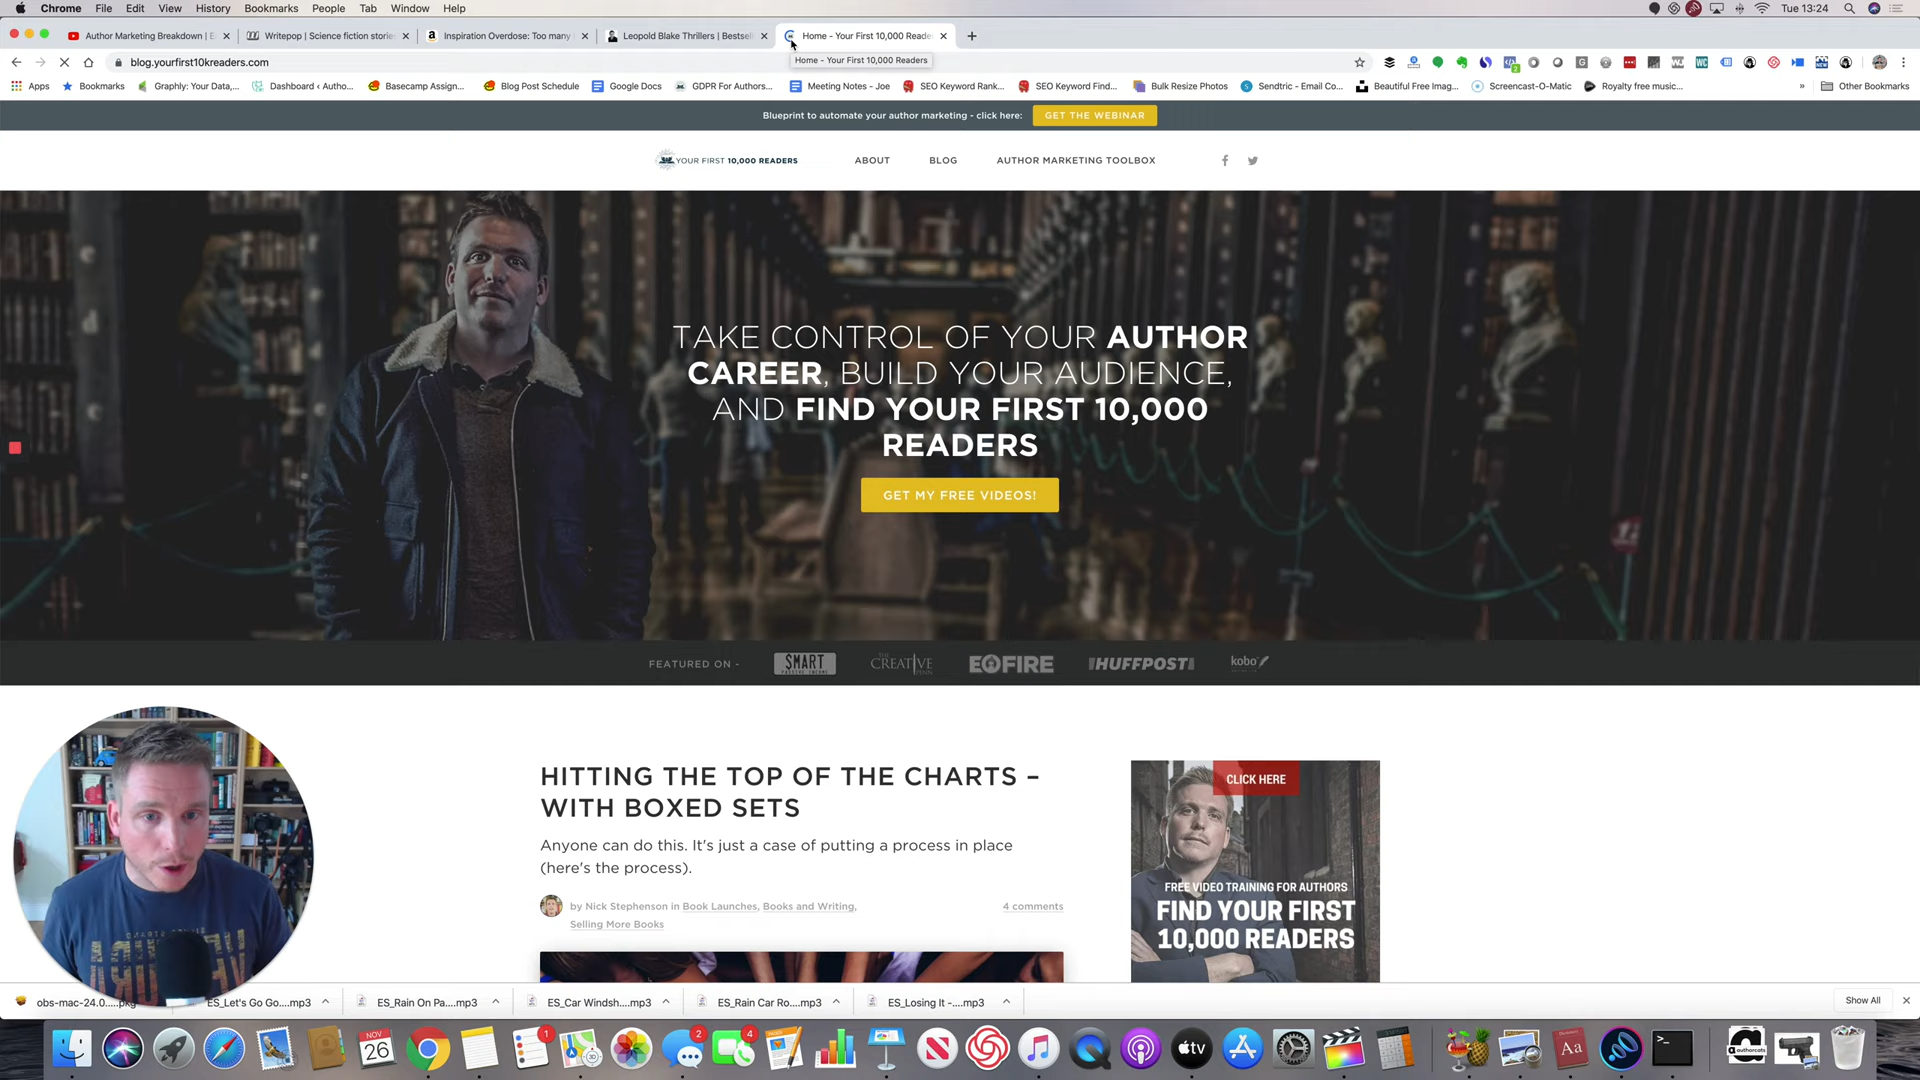 Chrome File Edit View History Bookmarks People Tab Window Help
Tue 13:24
Author Marketing Breakdown | E
Writepop | Science fiction storie
Inspiration Overdose: Too many
Leopold Blake Thrillers | Bestsel
Home - Your First 10,000 Reade
blog.yourfirst10kreaders.com
Home - Your First 10,000 Readers
Apps
Bookmarks
Graphly: Your Data,...
Dashboard ‹ Autho...
Basecamp Assign...
Blog Post Schedule
Google Docs
GDPR For Authors...
Meeting Notes - Joe
SEO Keyword Rank...
SEO Keyword Find...
Bulk Resize Photos
Sendtric - Email Co...
Beautiful Free Imag...
Screencast-O-Matic
Royalty free music...
»
Other Bookmarks
Blueprint to automate your author marketing - click here:
GET THE WEBINAR
YOUR FIRST 10,000 READERS
ABOUT
BLOG
AUTHOR MARKETING TOOLBOX
TAKE CONTROL OF YOUR AUTHOR
CAREER, BUILD YOUR AUDIENCE,
AND FIND YOUR FIRST 10,000
READERS
GET MY FREE VIDEOS!
FEATURED ON -
SMART
THE CREATIVE PENN
EOFIRE
HUFFPOST
kobo
HITTING THE TOP OF THE CHARTS –
WITH BOXED SETS
Anyone can do this. It's just a case of putting a process in place
(here's the process).
by Nick Stephenson in Book Launches, Books and Writing,
Selling More Books
4 comments
CLICK HERE
FREE VIDEO TRAINING FOR AUTHORS
FIND YOUR FIRST
10,000 READERS
obs-mac-24.0.....pkg
ES_Let's Go Go....mp3
ES_Rain On Pa....mp3
ES_Car Windsh....mp3
ES_Rain Car Ro....mp3
ES_Losing It -....mp3
Show All
NOV
26
1
2
4
tv
Aa
authorcats